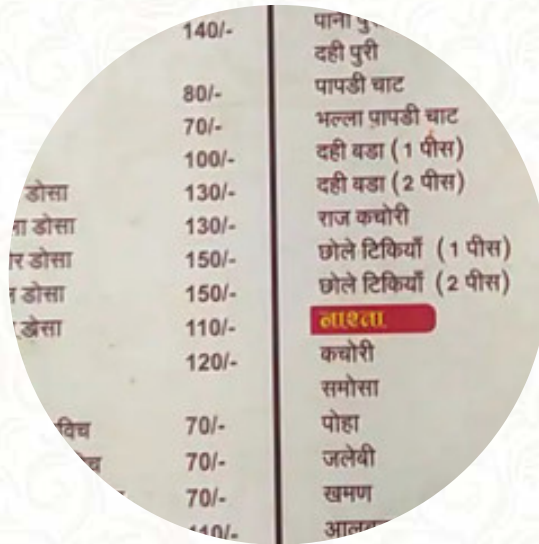 140/-
80/-
70/-
100/-
डोसा 130/-
डोसा 130/-
डोसा 150/-
डोसा 150/-
110/-
120/-
70/-
70/-
70/-
110/-
पानी
दही पुरी
पापडी चाट
भल्ला पापडी चाट
दही वडा (1 पीस)
दही वडा (2 पीस)
राज कचोरी
छोले टिकियाँ (1 पीस)
छोले टिकियाँ (2 पीस)
नाश्ता
कचोरी
समोसा
पोहा
जलेबी
खमण